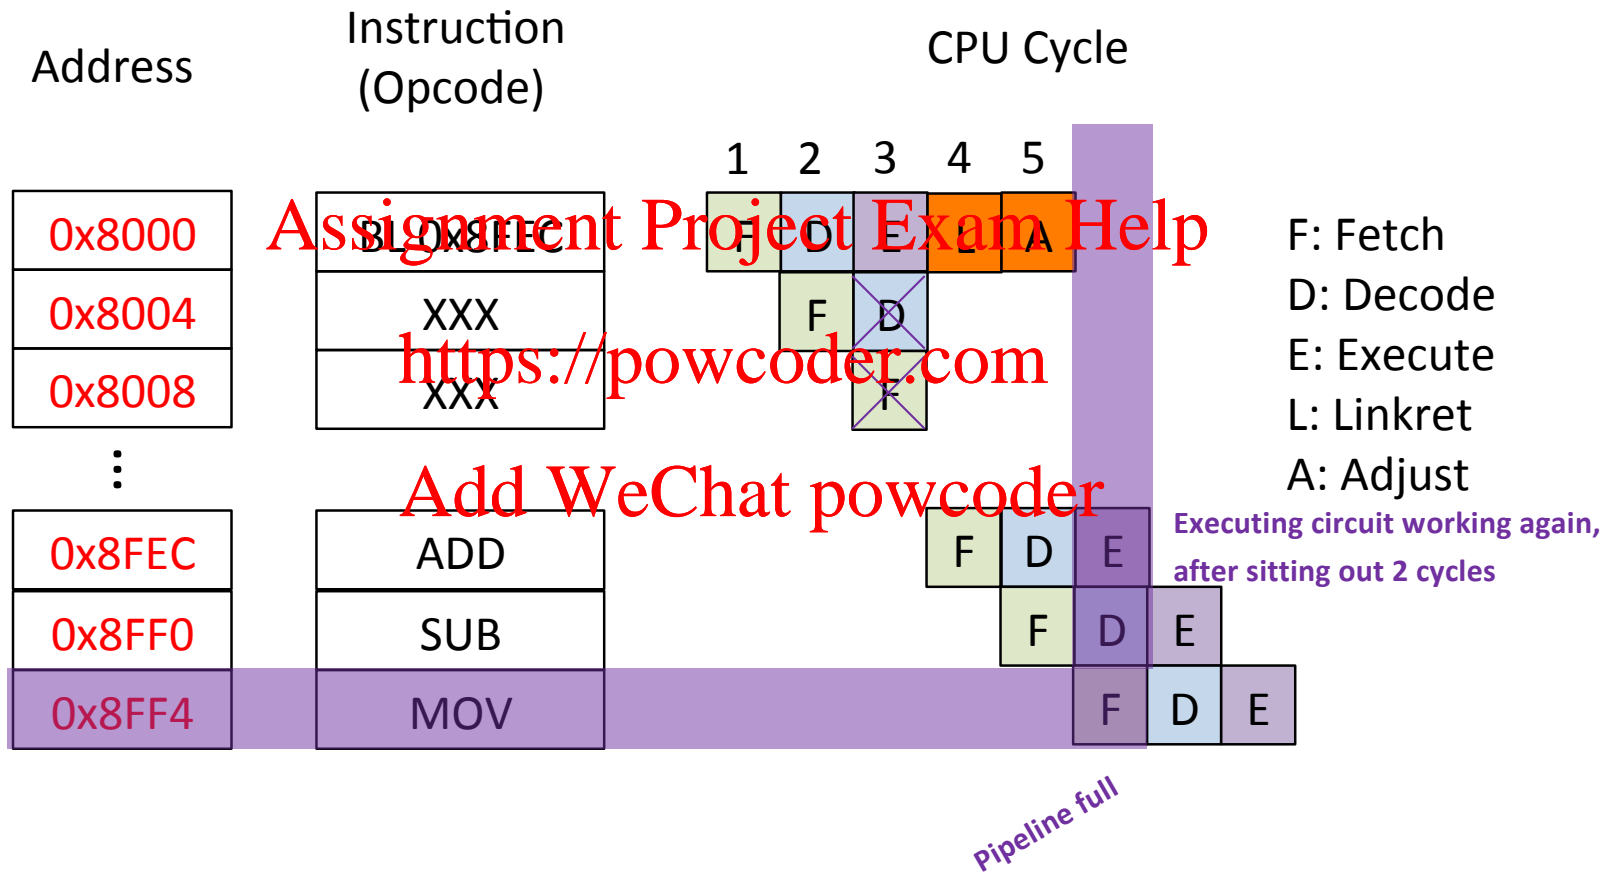 Address
Instruction
(Opcode)
CPU Cycle
1 2 3 4 5
0x8000 BL 0x8FEC F D E L A
0x8004 XXX F D
0x8008 XXX F
⋮
0x8FEC ADD F D E
0x8FF0 SUB F D E
0x8FF4 MOV F D E
F: Fetch
D: Decode
E: Execute
L: Linkret
A: Adjust
Executing circuit working again,
after sitting out 2 cycles
Pipeline full
Assignment Project Exam Help
https://powcoder.com
Add WeChat powcoder